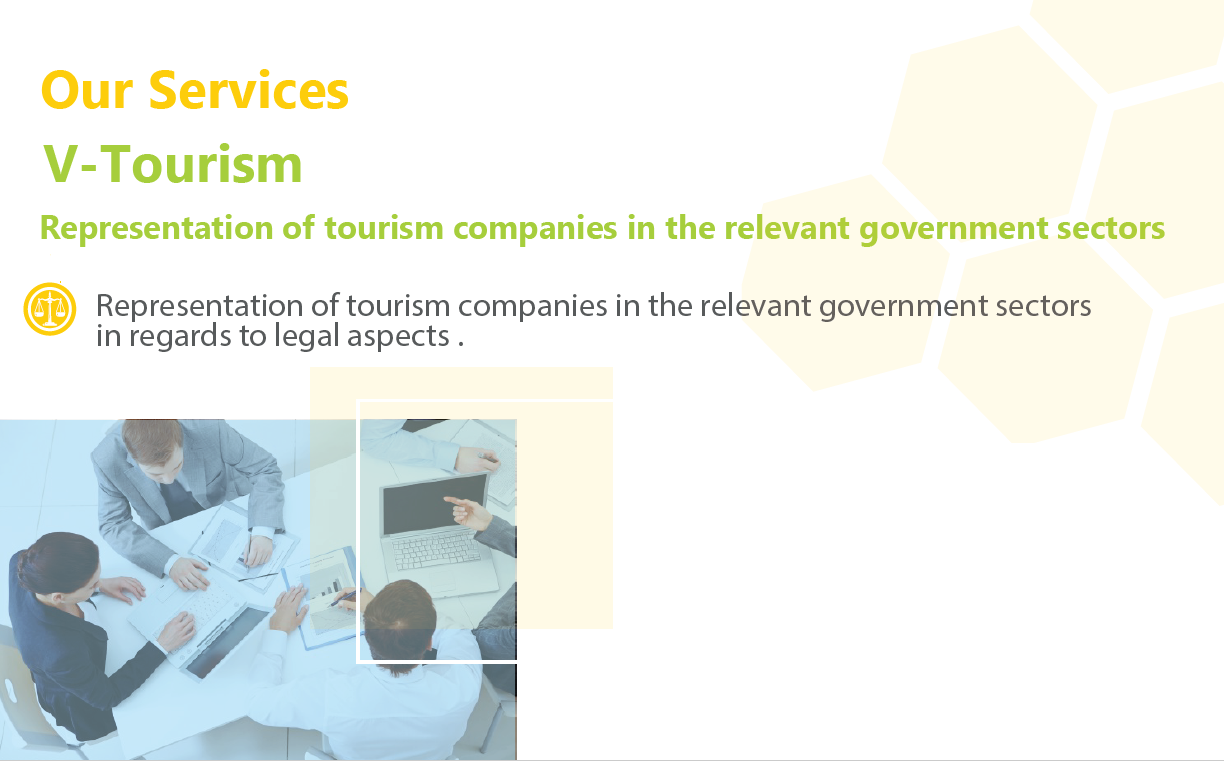 Our Services
V-Tourism
Representation of tourism companies in the relevant government sectors
Representation of tourism companies in the relevant government sectors
in regards to legal aspects .